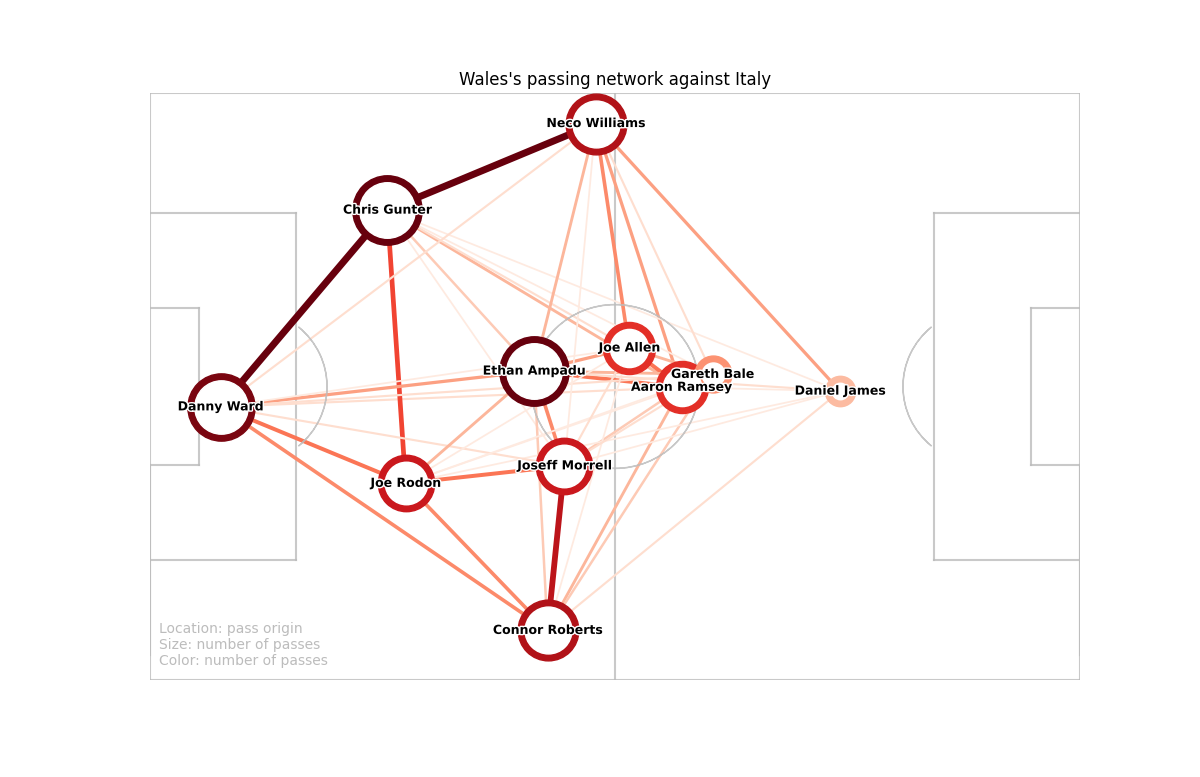 Wales's passing network against Italy
Neco Williams
Chris Gunter
Joe Allen
Ethan Ampadu
Gareth Bale
Aaron Ramsey
Daniel James
Danny Ward
Joseff Morrell
Joe Rodon
Connor Roberts
Location: pass origin
Size: number of passes
Color: number of passes